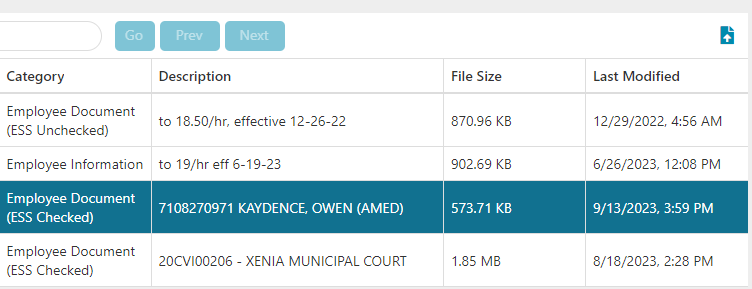 Go Prev Next
Category Description File Size Last Modified
Employee Document
(ESS Unchecked) to 18.50/hr, effective 12-26-22 870.96 KB 12/29/2022, 4:56 AM
Employee Information to 19/hr eff 6-19-23 902.69 KB 6/26/2023, 12:08 PM
Employee Document
(ESS Checked) 7108270971 KAYDENCE, OWEN (AMED) 573.71 KB 9/13/2023, 3:59 PM
Employee Document
(ESS Checked) 20CVI00206 - XENIA MUNICIPAL COURT 1.85 MB 8/18/2023, 2:28 PM